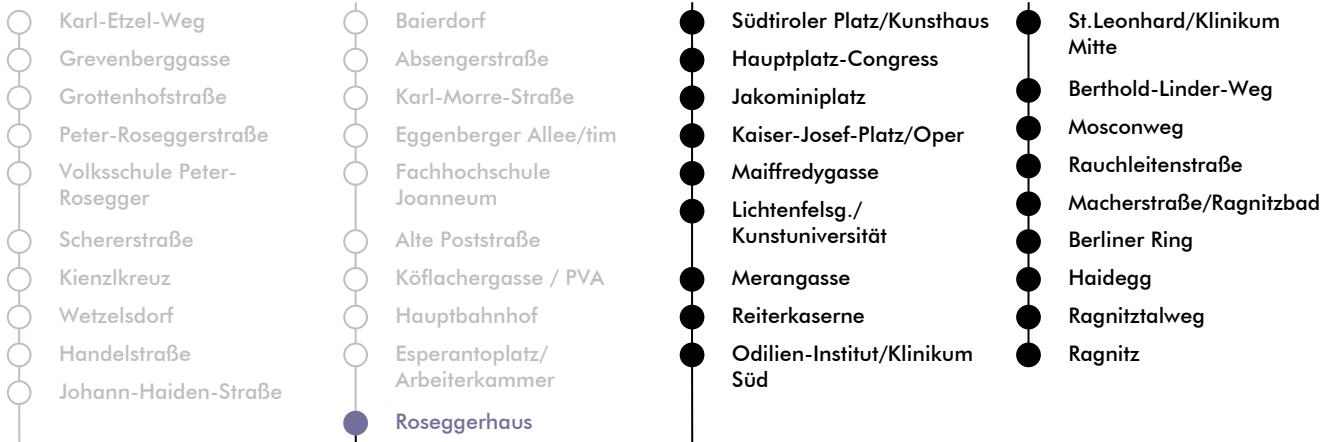 Karl-Etzel-Weg
Grevenberggasse
Grottenhofstraße
Peter-Roseggerstraße
Volksschule Peter-
Rosegger
Schererstraße
Kienzlkreuz
Wetzelsdorf
Handelstraße
Johann-Haiden-Straße
Baierdorf
Absengerstraße
Karl-Morre-Straße
Eggenberger Allee/tim
Fachhochschule
Joanneum
Alte Poststraße
Köflachergasse / PVA
Hauptbahnhof
Esperantoplatz/
Arbeiterkammer
Roseggerhaus
Südtiroler Platz/Kunsthaus
Hauptplatz-Congress
Jakominiplatz
Kaiser-Josef-Platz/Oper
Maiffredygasse
Lichtenfelsg./
Kunstuniversität
Merangasse
Reiterkaserne
Odilien-Institut/Klinikum
Süd
St.Leonhard/Klinikum
Mitte
Berthold-Linder-Weg
Mosconweg
Rauchleitenstraße
Macherstraße/Ragnitzbad
Berliner Ring
Haidegg
Ragnitztalweg
Ragnitz